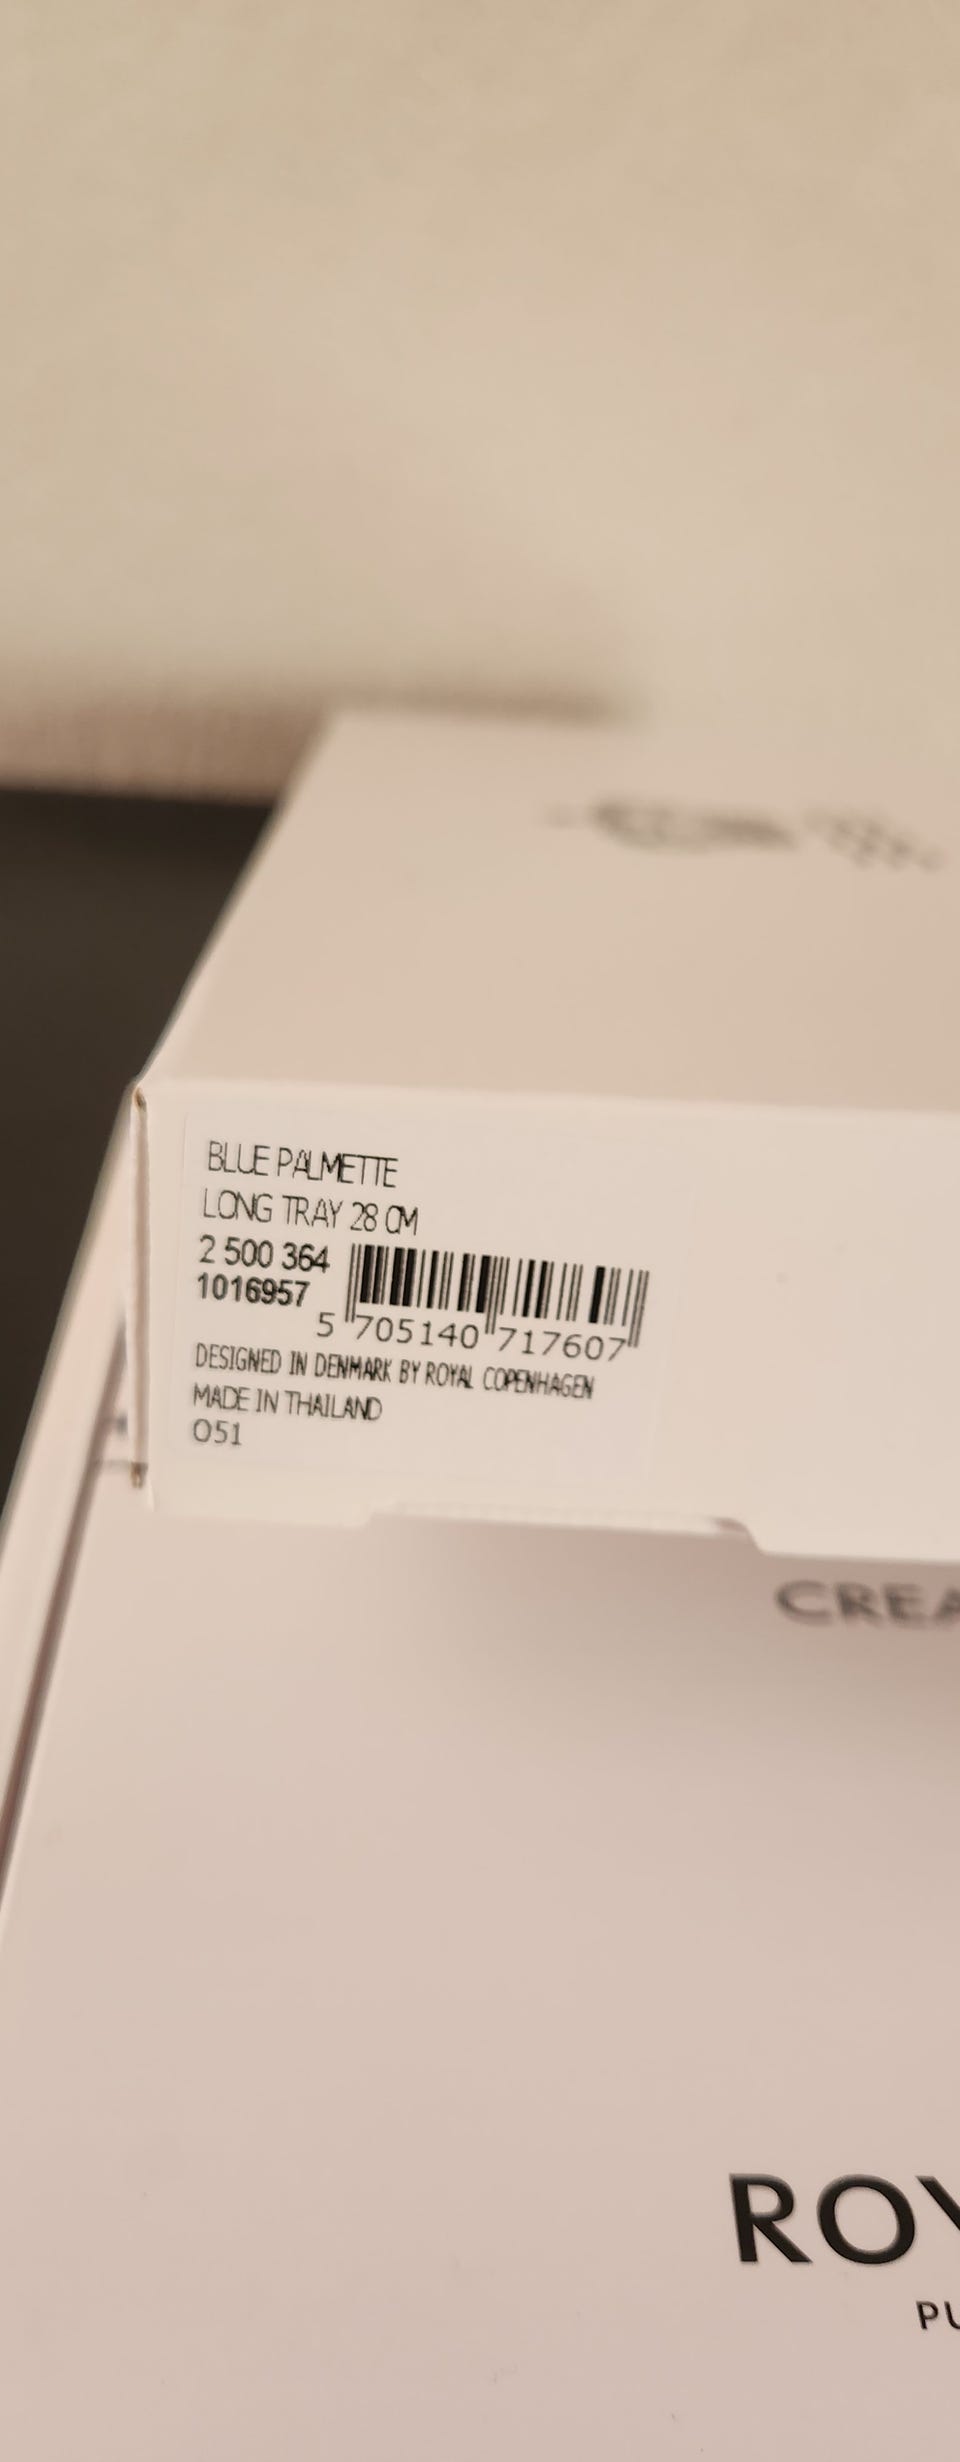 BLUE PALMETTE
LONG TRAY 28 CM
2 500 364
1016957
5 705140 717607
DESIGNED IN DENMARK BY ROYAL COPENHAGEN
MADE IN THAILAND
O51
CREA
ROY
PU